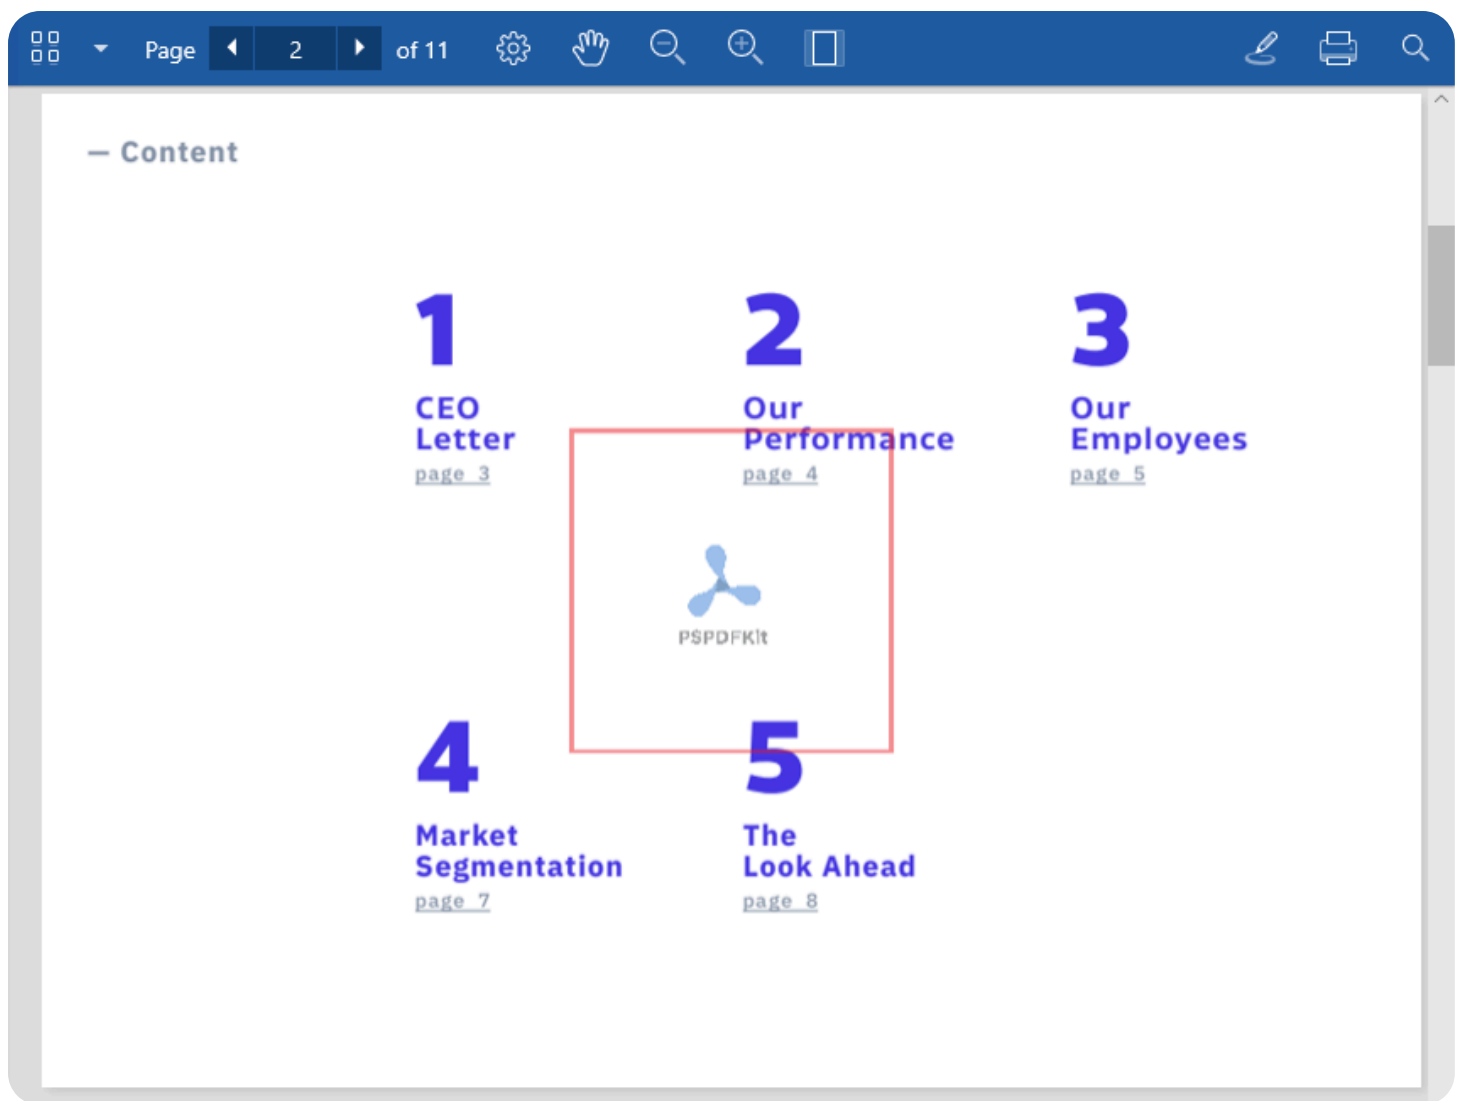 Page 2 of 11
— Content
1
CEO
Letter
page 3
2
Our
Performance
page 4
3
Our
Employees
page 5
PSPDFKit
4
Market
Segmentation
page 7
5
The
Look Ahead
page 8